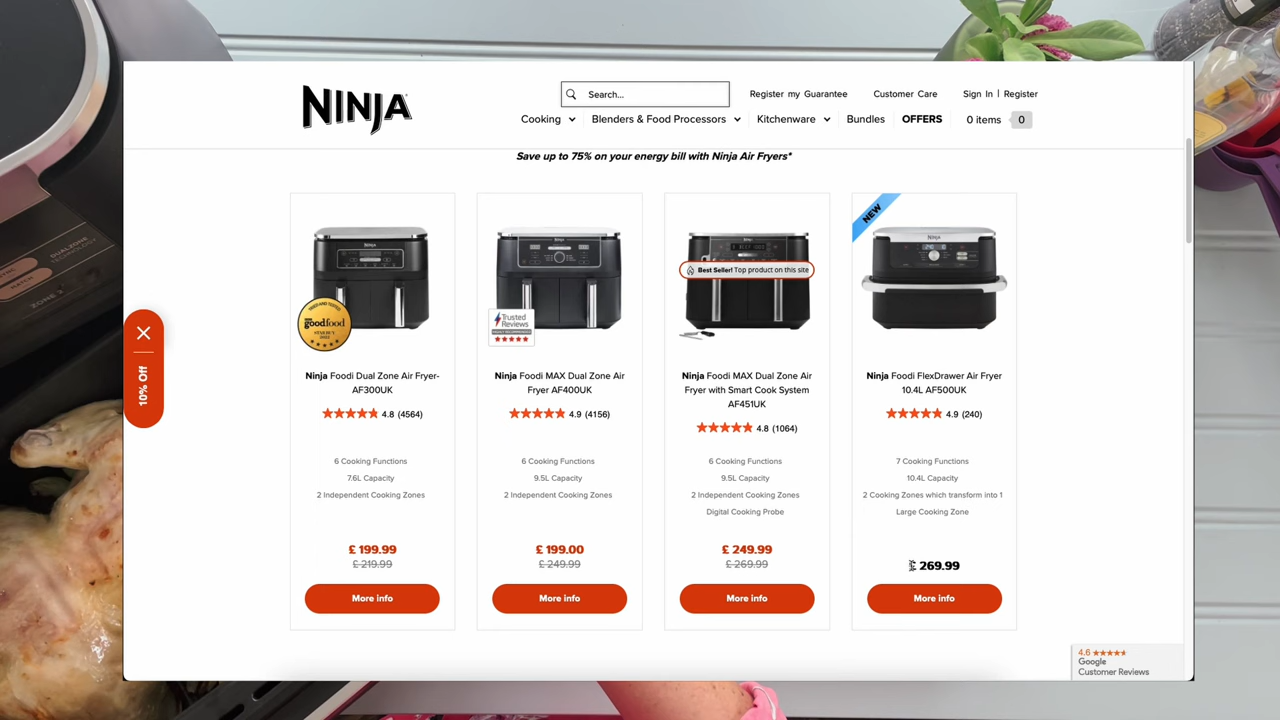 NINJA
Search...
Register my Guarantee
Customer Care
Sign In | Register
Cooking
Blenders & Food Processors
Kitchenware
Bundles
OFFERS
0 items 0
Save up to 75% on your energy bill with Ninja Air Fryers*
goodfood
Ninja Foodi Dual Zone Air Fryer-
AF300UK
4.8 (4564)
6 Cooking Functions
7.6L Capacity
2 Independent Cooking Zones
£ 199.99
£ 219.99
More info
Trusted
Reviews
Ninja Foodi MAX Dual Zone Air
Fryer AF400UK
4.9 (4156)
6 Cooking Functions
9.5L Capacity
2 Independent Cooking Zones
£ 199.00
£ 249.99
More info
Best Seller! Top product on this site
Ninja Foodi MAX Dual Zone Air
Fryer with Smart Cook System
AF451UK
4.8 (1064)
6 Cooking Functions
9.5L Capacity
2 Independent Cooking Zones
Digital Cooking Probe
£ 249.99
£ 269.99
More info
NEW
NINJA
Ninja Foodi FlexDrawer Air Fryer
10.4L AF500UK
4.9 (240)
7 Cooking Functions
10.4L Capacity
2 Cooking Zones which transform into 1
Large Cooking Zone
£ 269.99
More info
10% Off
4.6
Google
Customer Reviews
DUALZONE
TECHNOLOGY
ZONE